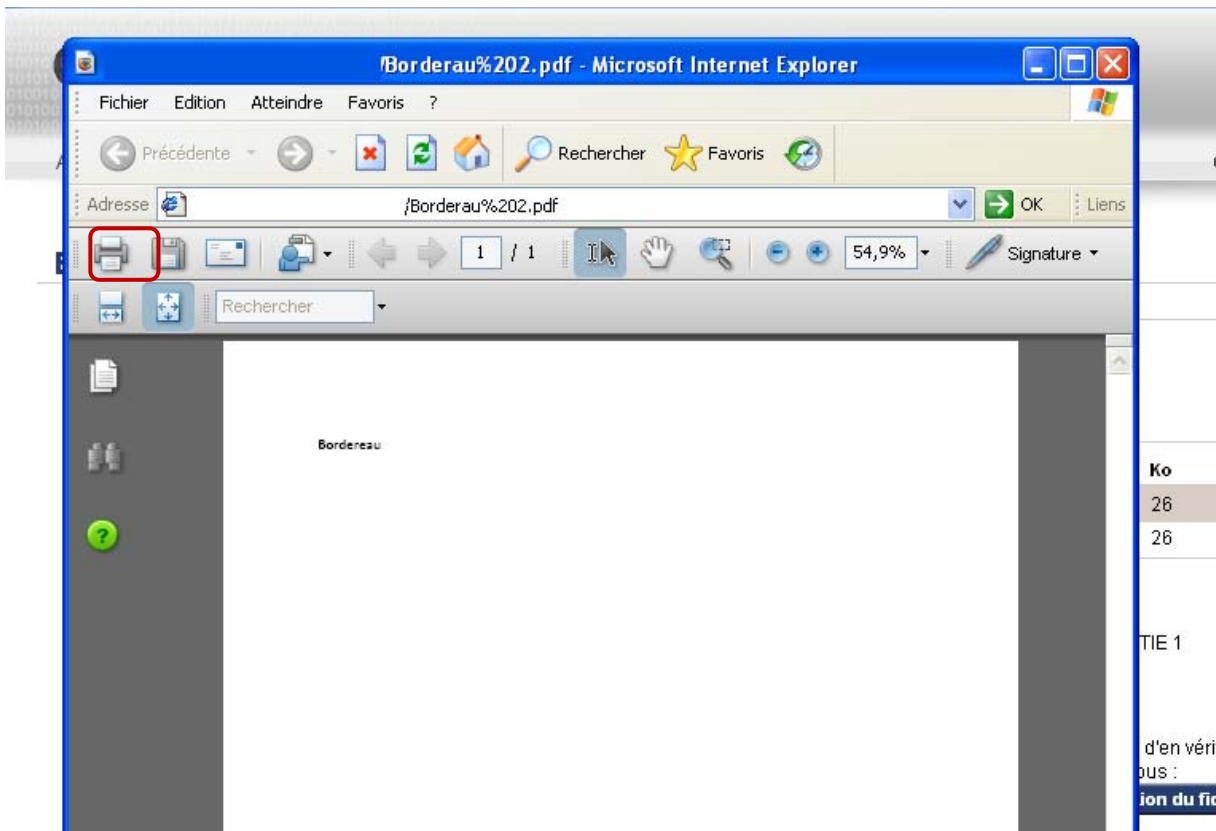 /Borderau%202.pdf - Microsoft Internet Explorer
Fichier Edition Atteindre Favoris ?
Précédente Rechercher Favoris
Adresse /Borderau%202.pdf OK Liens
1 / 1 54,9% Signature
Rechercher
Bordereau
Ko
26
26
TIE 1
d'en véri
ous :
ion du fic